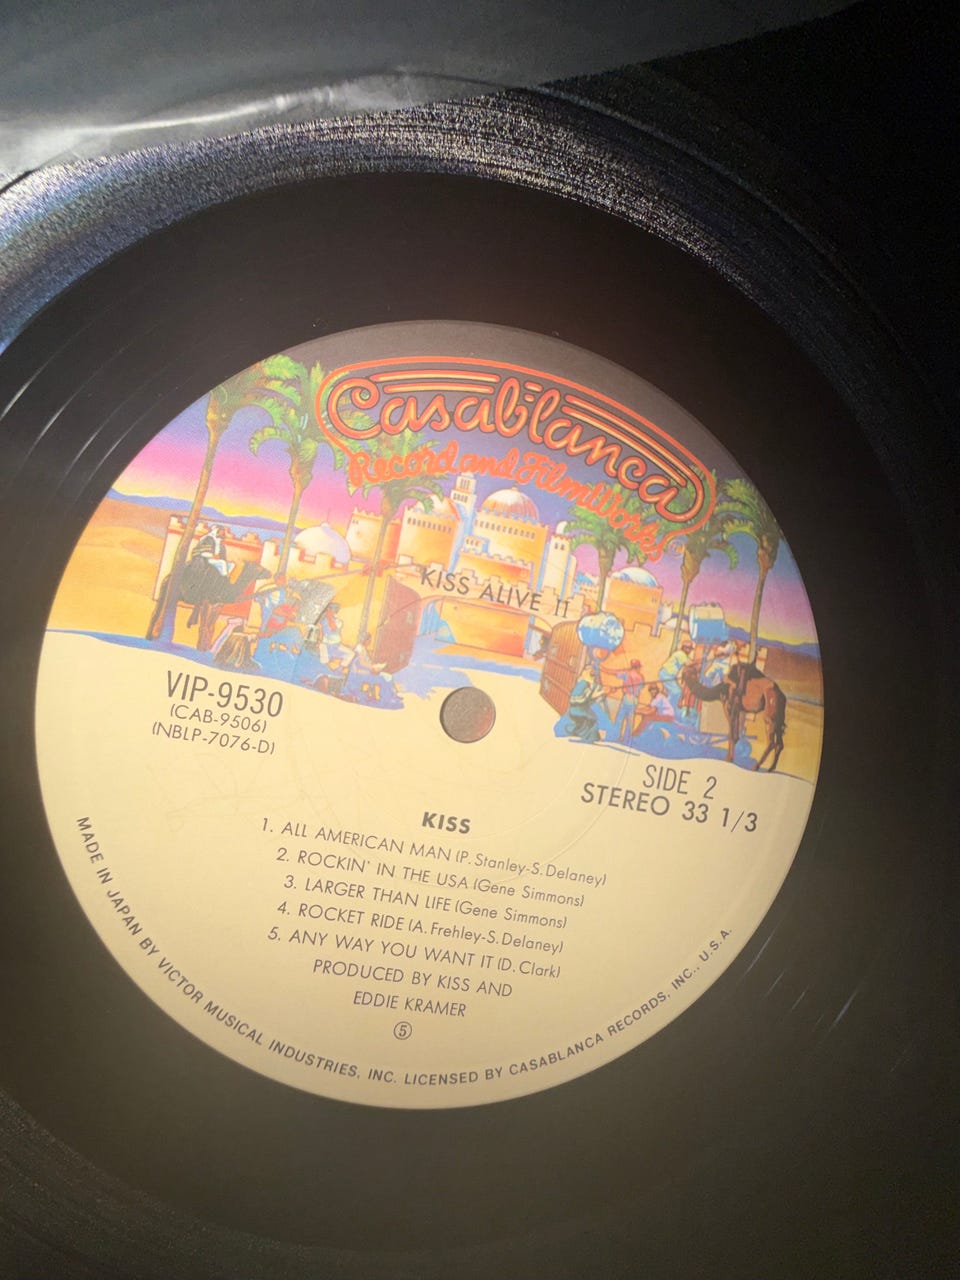 Casablanca
Record and FilmWorks
KISS ALIVE II
VIP-9530
(CAB-9506)
(NBLP-7076-D)
SIDE 2
STEREO 33 1/3
KISS
1. ALL AMERICAN MAN (P. Stanley-S. Delaney)
2. ROCKIN' IN THE USA (Gene Simmons)
3. LARGER THAN LIFE (Gene Simmons)
4. ROCKET RIDE (A. Frehley-S. Delaney)
5. ANY WAY YOU WANT IT (D. Clark)
PRODUCED BY KISS AND
EDDIE KRAMER
⑤
MADE IN JAPAN BY VICTOR MUSICAL INDUSTRIES, INC. LICENSED BY CASABLANCA RECORDS, INC., U.S.A.